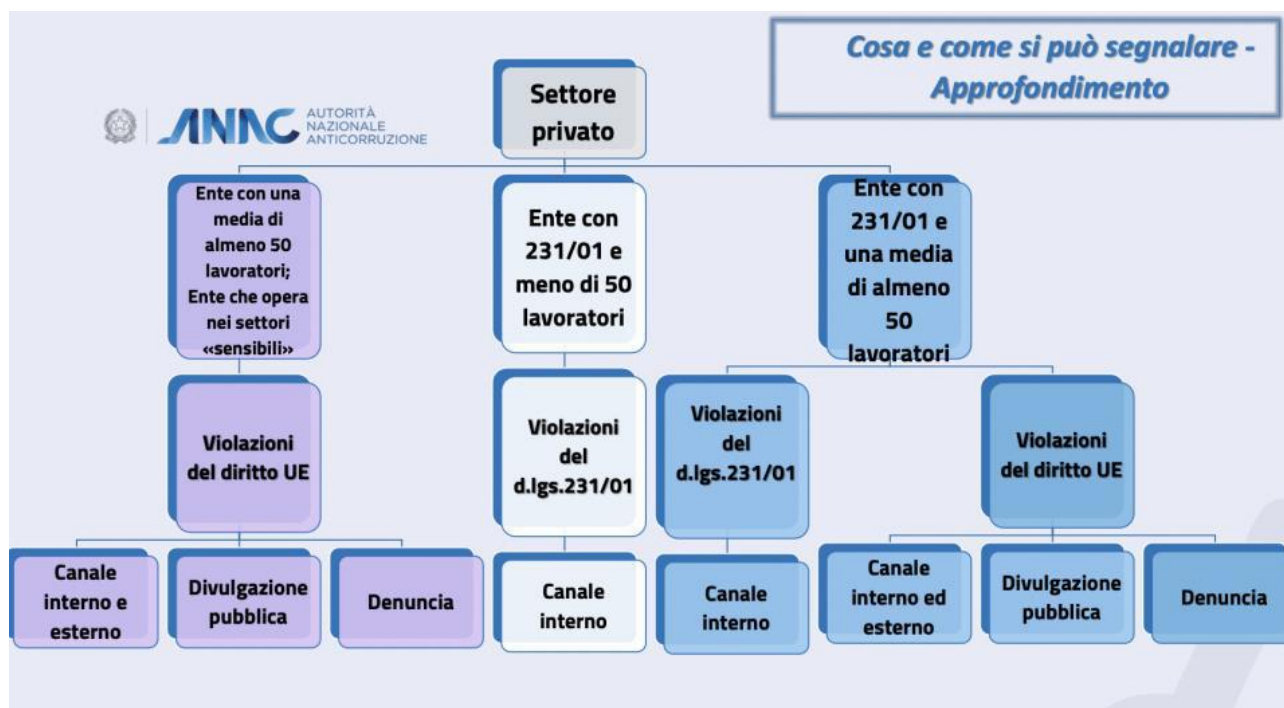 Cosa e come si può segnalare -
Approfondimento
ANAC
AUTORITÀ
NAZIONALE
ANTICORRUZIONE
Settore
privato
Ente con una
media di
almeno 50
lavoratori;
Ente che opera
nei settori
«sensibili»
Ente con
231/01 e
meno di 50
lavoratori
Ente con
231/01 e
una media
di almeno
50
lavoratori
Violazioni
del diritto UE
Violazioni
del
d.lgs.231/01
Violazioni
del
d.lgs.231/01
Violazioni
del diritto UE
Canale
interno e
esterno
Divulgazione
pubblica
Denuncia
Canale
interno
Canale
interno
Canale
interno ed
esterno
Divulgazione
pubblica
Denuncia